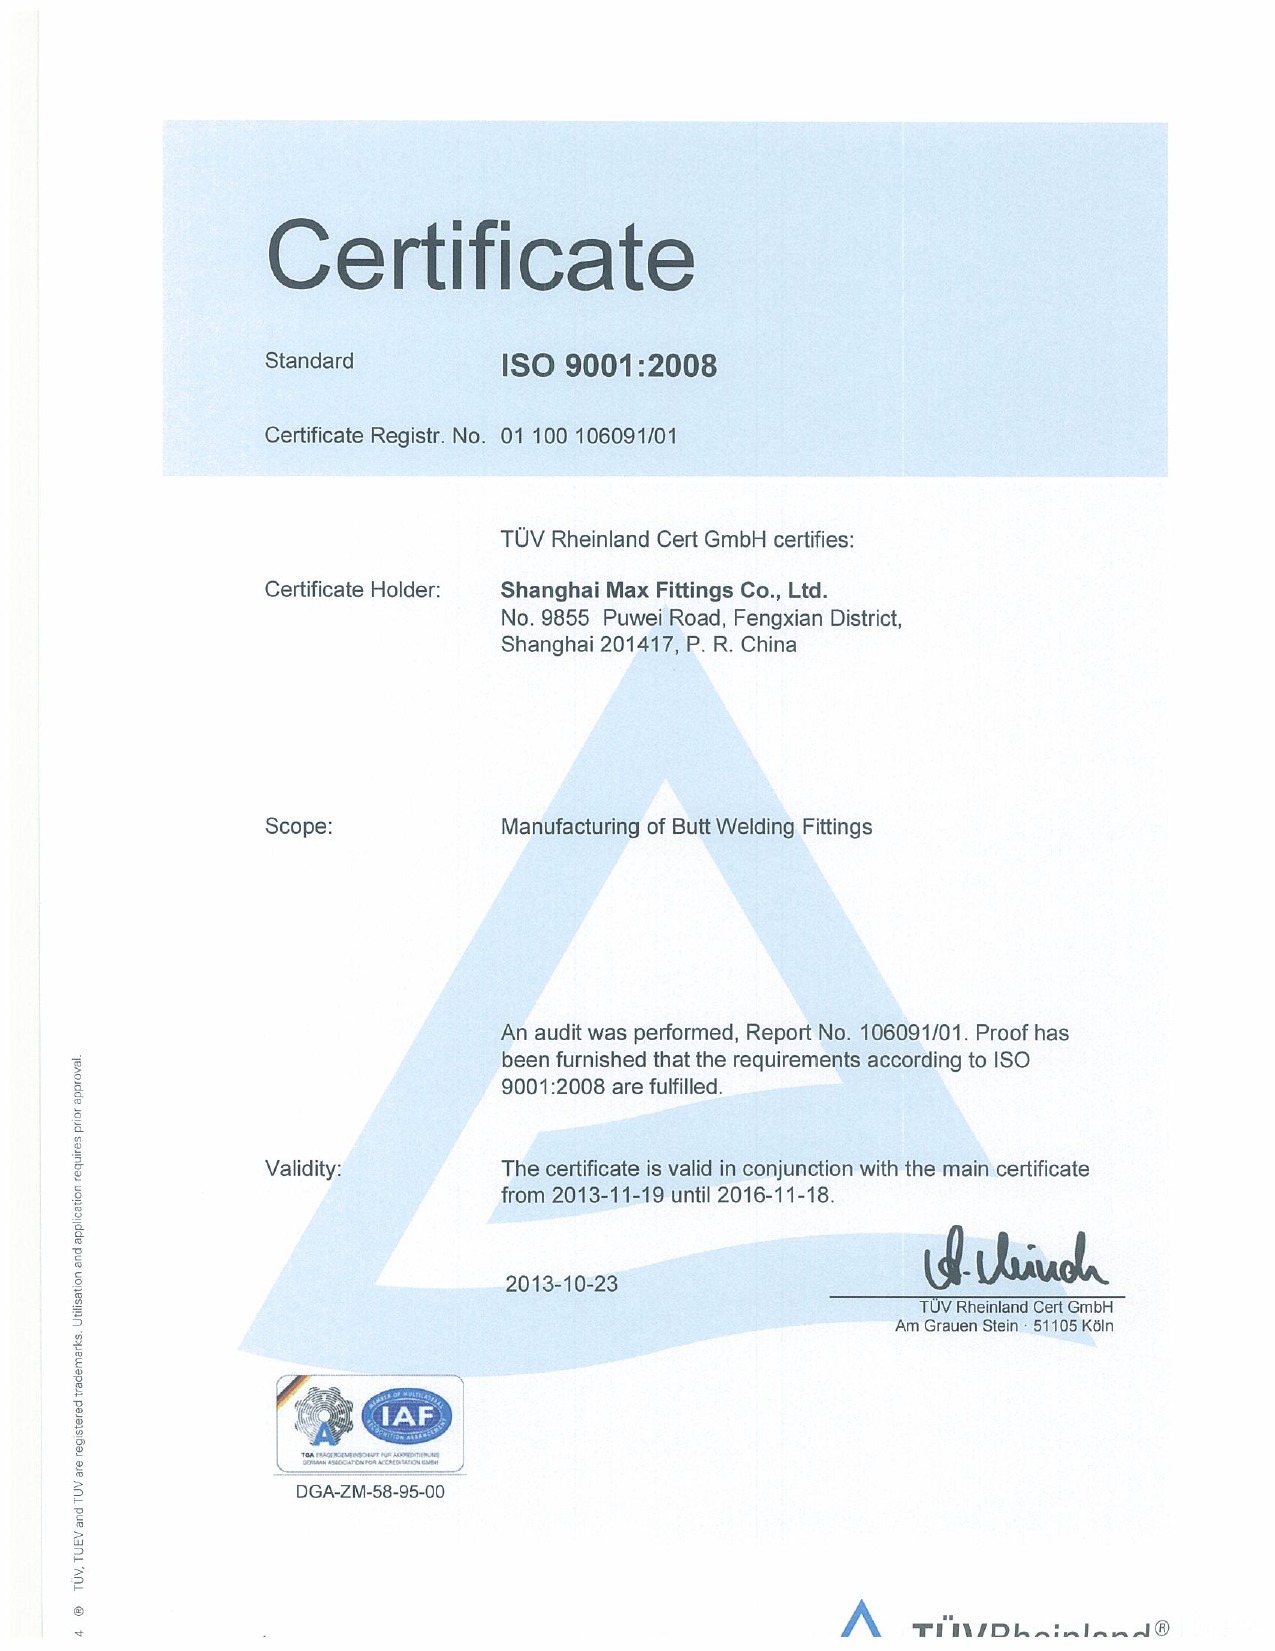 Certificate
Standard ISO 9001:2008
Certificate Registr. No. 01 100 106091/01
TÜV Rheinland Cert GmbH certifies:
Certificate Holder: Shanghai Max Fittings Co., Ltd.
No. 9855 Puwei Road, Fengxian District,
Shanghai 201417, P. R. China
Scope: Manufacturing of Butt Welding Fittings
An audit was performed, Report No. 106091/01. Proof has
been furnished that the requirements according to ISO
9001:2008 are fulfilled.
Validity: The certificate is valid in conjunction with the main certificate
from 2013-11-19 until 2016-11-18.
2013-10-23
TÜV Rheinland Cert GmbH
Am Grauen Stein · 51105 Köln
MEMBER OF MULTILATERAL
IAF
RECOGNITION ARRANGEMENT
A
TGA TRÄGERGEMEINSCHAFT FÜR AKKREDITIERUNG
GERMAN ASSOCIATION FOR ACCREDITATION GMBH
DGA-ZM-58-95-00
TÜVRheinland®
® TÜV, TUEV and TUV are registered trademarks. Utilisation and application requires prior approval.